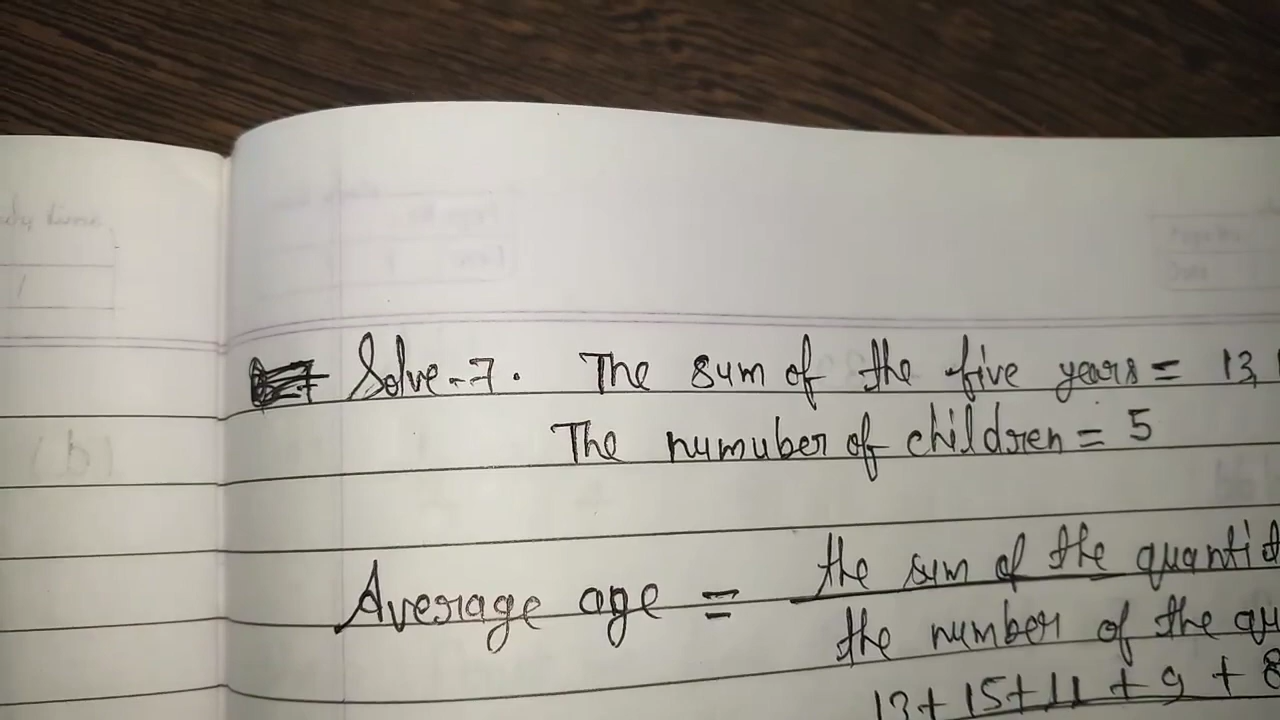 Solve-7. The sum of the five years = 13,
The numuber of children = 5
Average age = the sum of the
the number of the
13+15+11+9+8